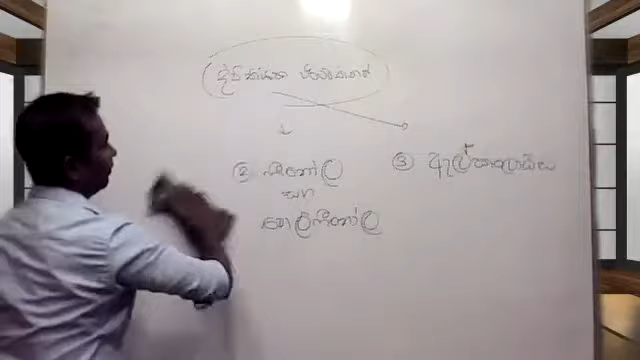 ද්විතීයික පරිවෘත්තීජ
② ෆීනෝල
සහ
පොලිෆීනෝල
③ ඇල්කලොයිඩ